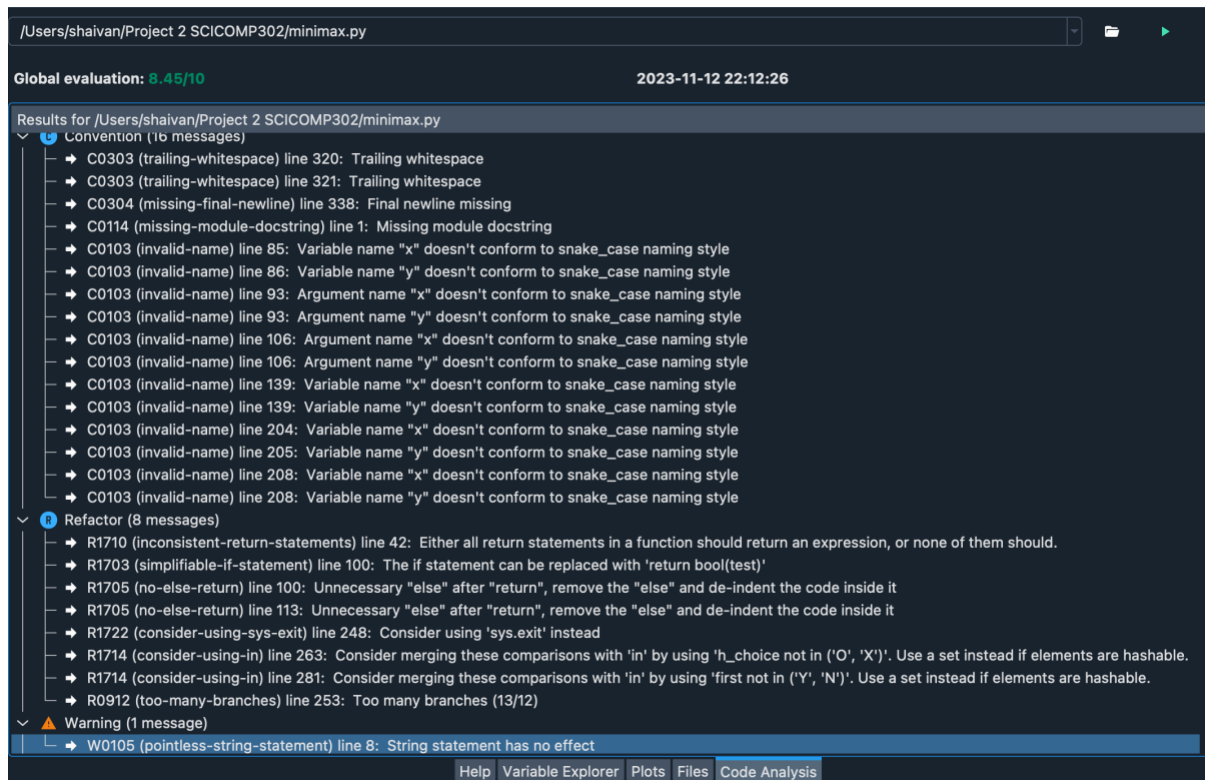 /Users/shaivan/Project 2 SCICOMP302/minimax.py
Global evaluation: 8.45/10 2023-11-12 22:12:26
Results for /Users/shaivan/Project 2 SCICOMP302/minimax.py
C Convention (16 messages)
C0303 (trailing-whitespace) line 320: Trailing whitespace
C0303 (trailing-whitespace) line 321: Trailing whitespace
C0304 (missing-final-newline) line 338: Final newline missing
C0114 (missing-module-docstring) line 1: Missing module docstring
C0103 (invalid-name) line 85: Variable name "x" doesn't conform to snake_case naming style
C0103 (invalid-name) line 86: Variable name "y" doesn't conform to snake_case naming style
C0103 (invalid-name) line 93: Argument name "x" doesn't conform to snake_case naming style
C0103 (invalid-name) line 93: Argument name "y" doesn't conform to snake_case naming style
C0103 (invalid-name) line 106: Argument name "x" doesn't conform to snake_case naming style
C0103 (invalid-name) line 106: Argument name "y" doesn't conform to snake_case naming style
C0103 (invalid-name) line 139: Variable name "x" doesn't conform to snake_case naming style
C0103 (invalid-name) line 139: Variable name "y" doesn't conform to snake_case naming style
C0103 (invalid-name) line 204: Variable name "x" doesn't conform to snake_case naming style
C0103 (invalid-name) line 205: Variable name "y" doesn't conform to snake_case naming style
C0103 (invalid-name) line 208: Variable name "x" doesn't conform to snake_case naming style
C0103 (invalid-name) line 208: Variable name "y" doesn't conform to snake_case naming style
R Refactor (8 messages)
R1710 (inconsistent-return-statements) line 42: Either all return statements in a function should return an expression, or none of them should.
R1703 (simplifiable-if-statement) line 100: The if statement can be replaced with 'return bool(test)'
R1705 (no-else-return) line 100: Unnecessary "else" after "return", remove the "else" and de-indent the code inside it
R1705 (no-else-return) line 113: Unnecessary "else" after "return", remove the "else" and de-indent the code inside it
R1722 (consider-using-sys-exit) line 248: Consider using 'sys.exit' instead
R1714 (consider-using-in) line 263: Consider merging these comparisons with 'in' by using 'h_choice not in ('O', 'X')'. Use a set instead if elements are hashable.
R1714 (consider-using-in) line 281: Consider merging these comparisons with 'in' by using 'first not in ('Y', 'N')'. Use a set instead if elements are hashable.
R0912 (too-many-branches) line 253: Too many branches (13/12)
Warning (1 message)
W0105 (pointless-string-statement) line 8: String statement has no effect
Help Variable Explorer Plots Files Code Analysis